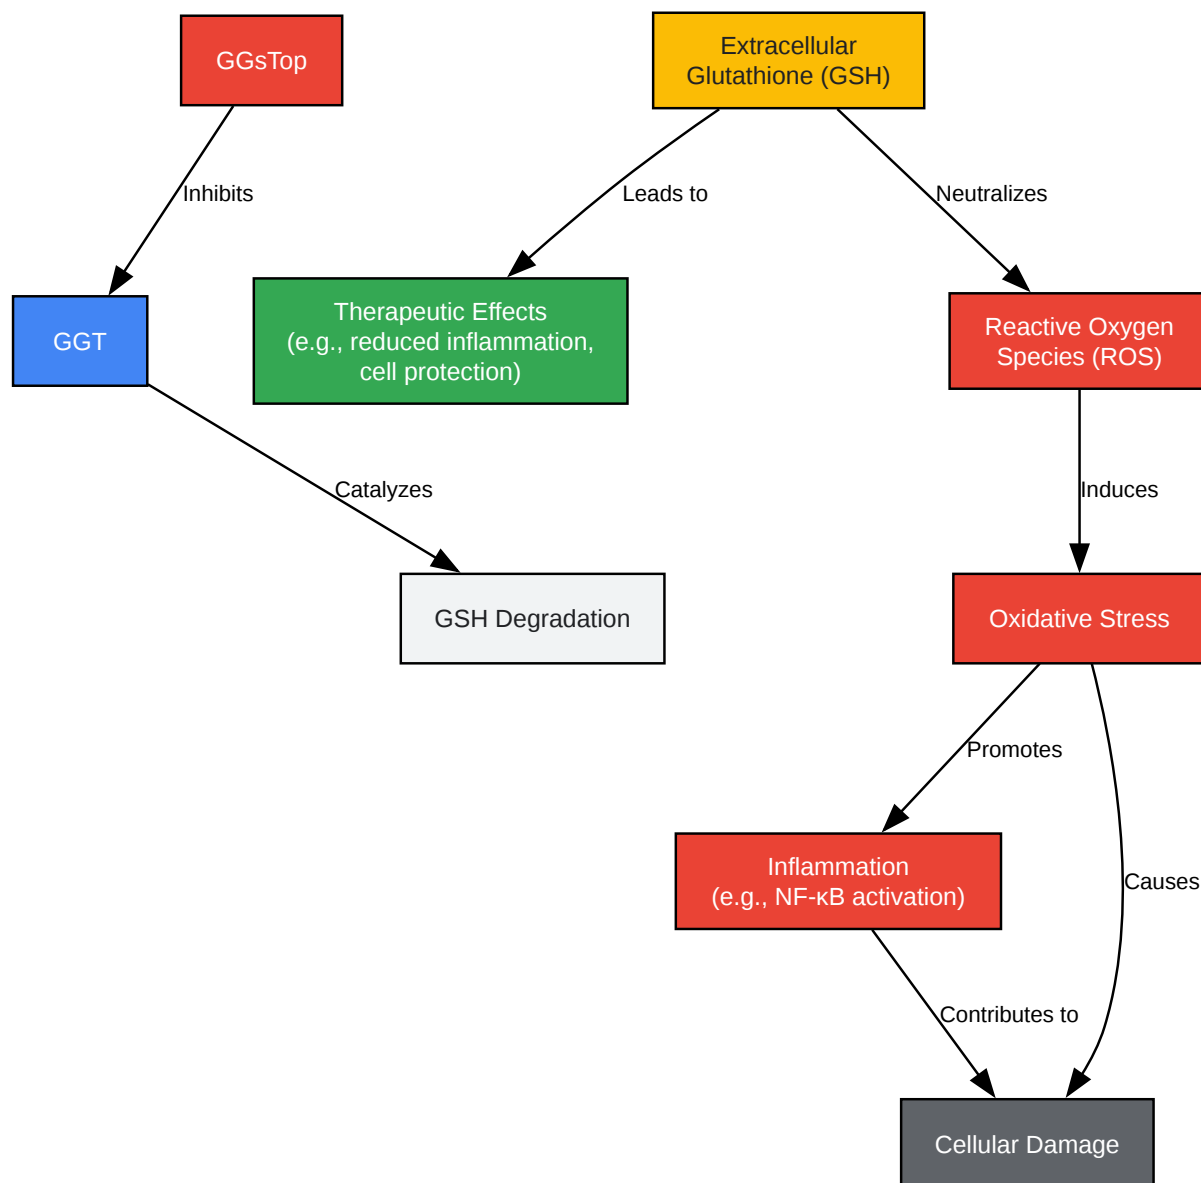 GGsTop
Extracellular
Glutathione (GSH)
Inhibits
Leads to
Neutralizes
GGT
Therapeutic Effects
(e.g., reduced inflammation,
cell protection)
Reactive Oxygen
Species (ROS)
Catalyzes
Induces
GSH Degradation
Oxidative Stress
Promotes
Inflammation
(e.g., NF-κB activation)
Causes
Contributes to
Cellular Damage